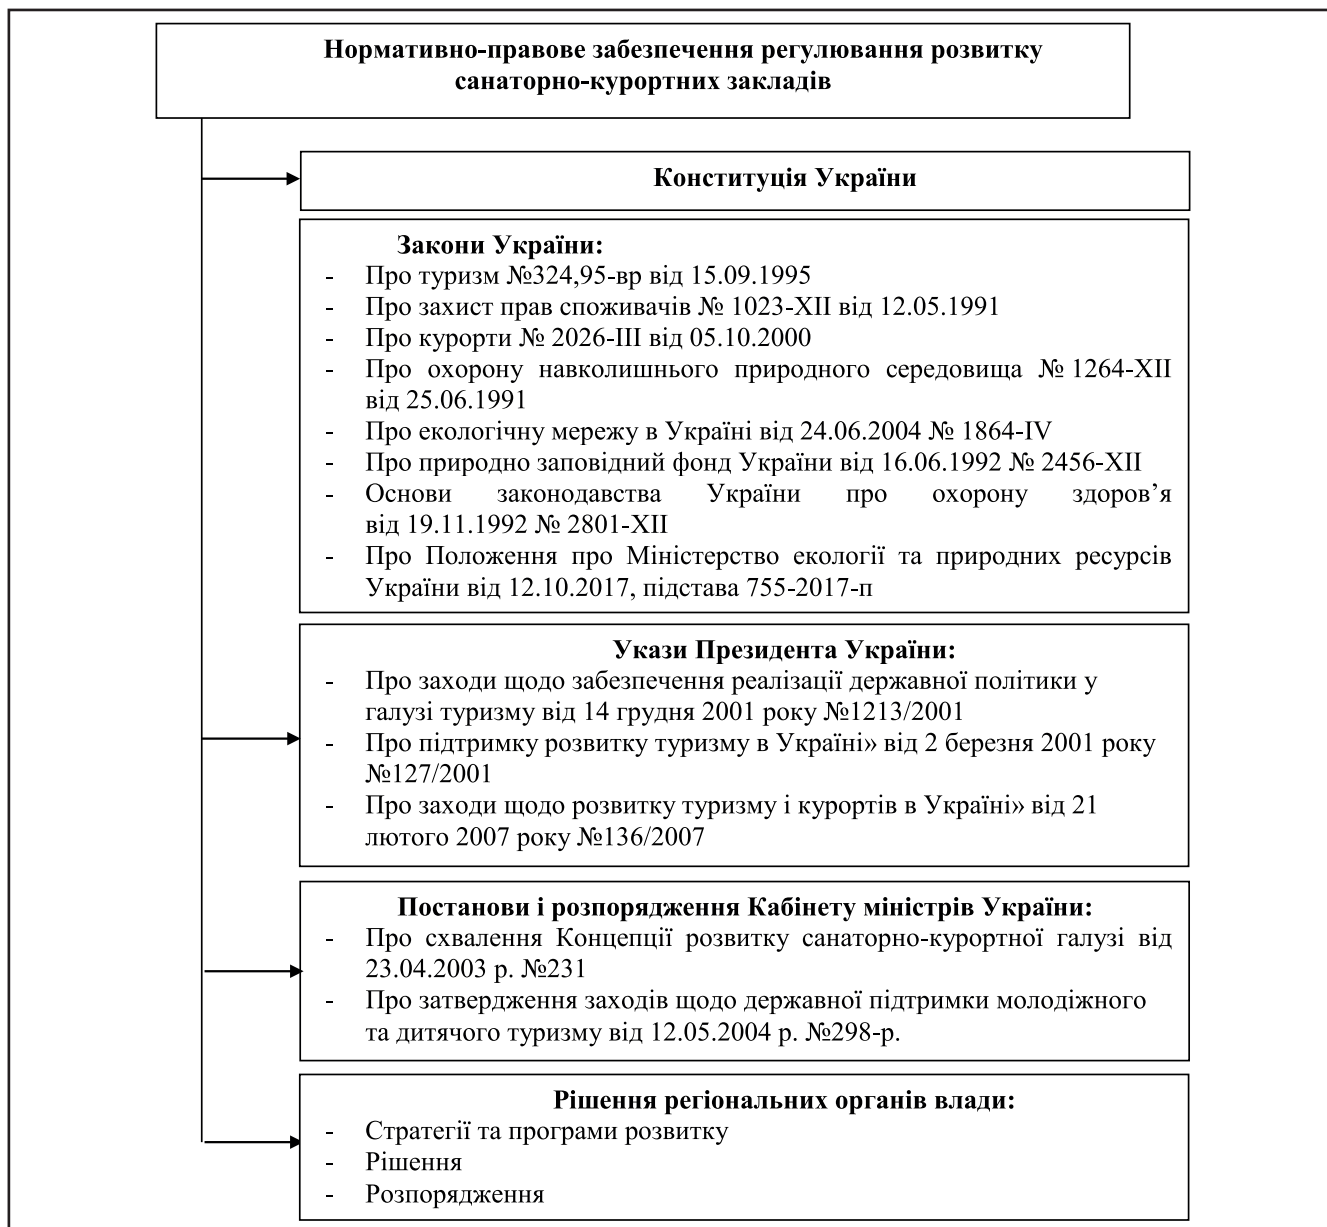 Нормативно-правове забезпечення регулювання розвитку
санаторно-курортних закладів
Конституція України
Закони України:
- Про туризм №324,95-вр від 15.09.1995
- Про захист прав споживачів № 1023-XII від 12.05.1991
- Про курорти № 2026-III від 05.10.2000
- Про охорону навколишнього природного середовища № 1264-XII
від 25.06.1991
- Про екологічну мережу в Україні від 24.06.2004 № 1864-IV
- Про природно заповідний фонд України від 16.06.1992 № 2456-XII
- Основи законодавства України про охорону здоров’я
від 19.11.1992 № 2801-XII
- Про Положення про Міністерство екології та природних ресурсів
України від 12.10.2017, підстава 755-2017-п
Укази Президента України:
- Про заходи щодо забезпечення реалізації державної політики у
галузі туризму від 14 грудня 2001 року №1213/2001
- Про підтримку розвитку туризму в Україні» від 2 березня 2001 року
№127/2001
- Про заходи щодо розвитку туризму і курортів в Україні» від 21
лютого 2007 року №136/2007
Постанови і розпорядження Кабінету міністрів України:
- Про схвалення Концепції розвитку санаторно-курортної галузі від
23.04.2003 р. №231
- Про затвердження заходів щодо державної підтримки молодіжного
та дитячого туризму від 12.05.2004 р. №298-р.
Рішення регіональних органів влади:
- Стратегії та програми розвитку
- Рішення
- Розпорядження